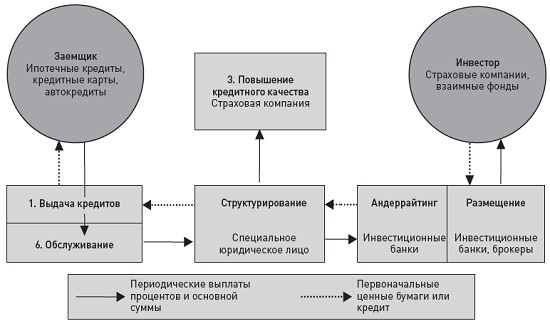 Заемщик
Ипотечные кредиты,
кредитные карты,
автокредиты
3. Повышение
кредитного качества
Страховая компания
Инвестор
Страховые компании,
взаимные фонды
1. Выдача кредитов
6. Обслуживание
Структурирование
Специальное
юридическое лицо
Андеррайтинг
Инвестиционные
банки
Размещение
Инвестиционные
банки, брокеры
Периодические выплаты
процентов и основной
суммы
Первоначальные
ценные бумаги или
кредит